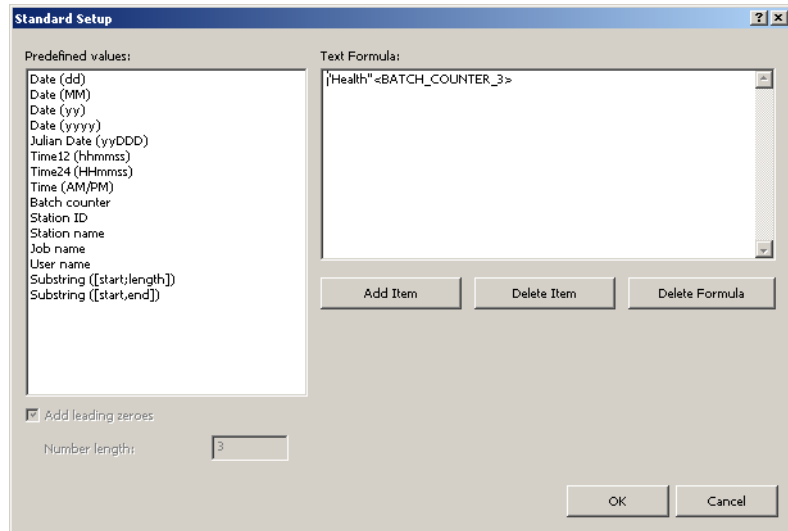 Standard Setup
Predefined values:
Date (dd)
Date (MM)
Date (yy)
Date (yyyy)
Julian Date (yyDDD)
Time12 (hhmmss)
Time24 (HHmmss)
Time (AM/PM)
Batch counter
Station ID
Station name
Job name
User name
Substring ([start;length])
Substring ([start,end])
Add leading zeroes
Number length:
3
Text Formula:
"Health"<BATCH_COUNTER_3>
Add Item
Delete Item
Delete Formula
OK
Cancel